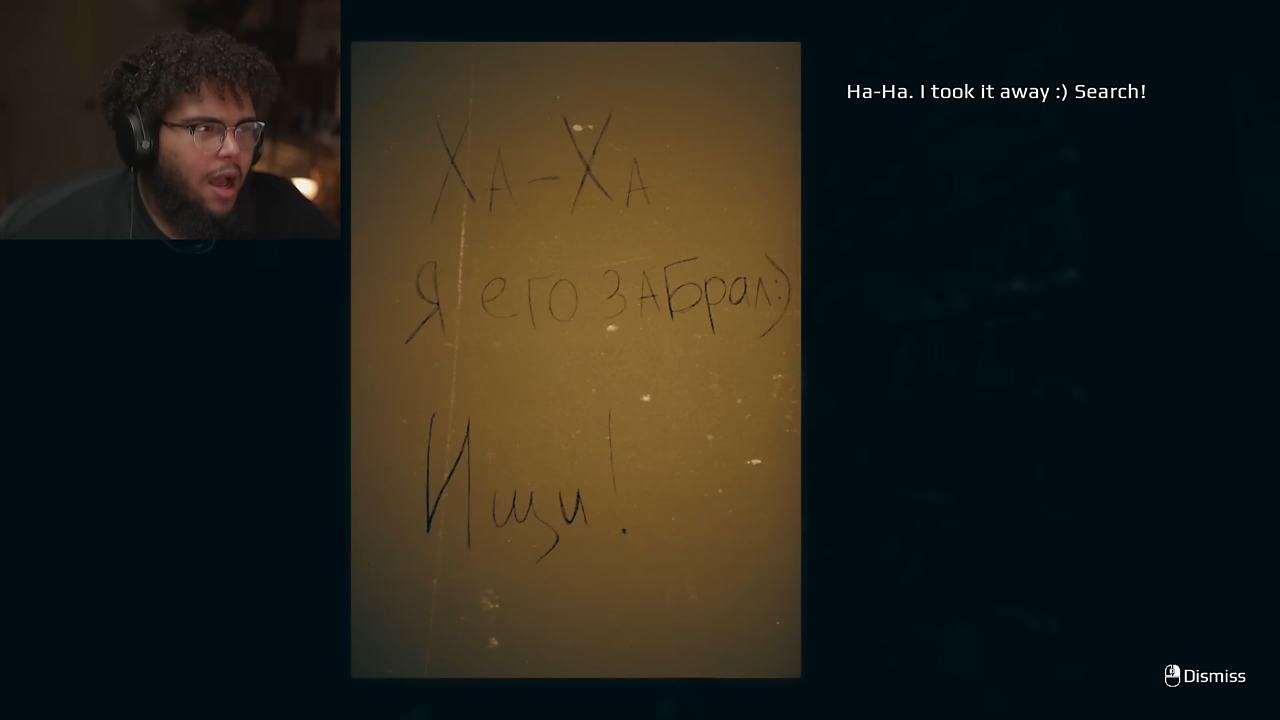 Ха-Ха
Я его забрал:)
Ищи!
Ha-Ha. I took it away :) Search!
Dismiss